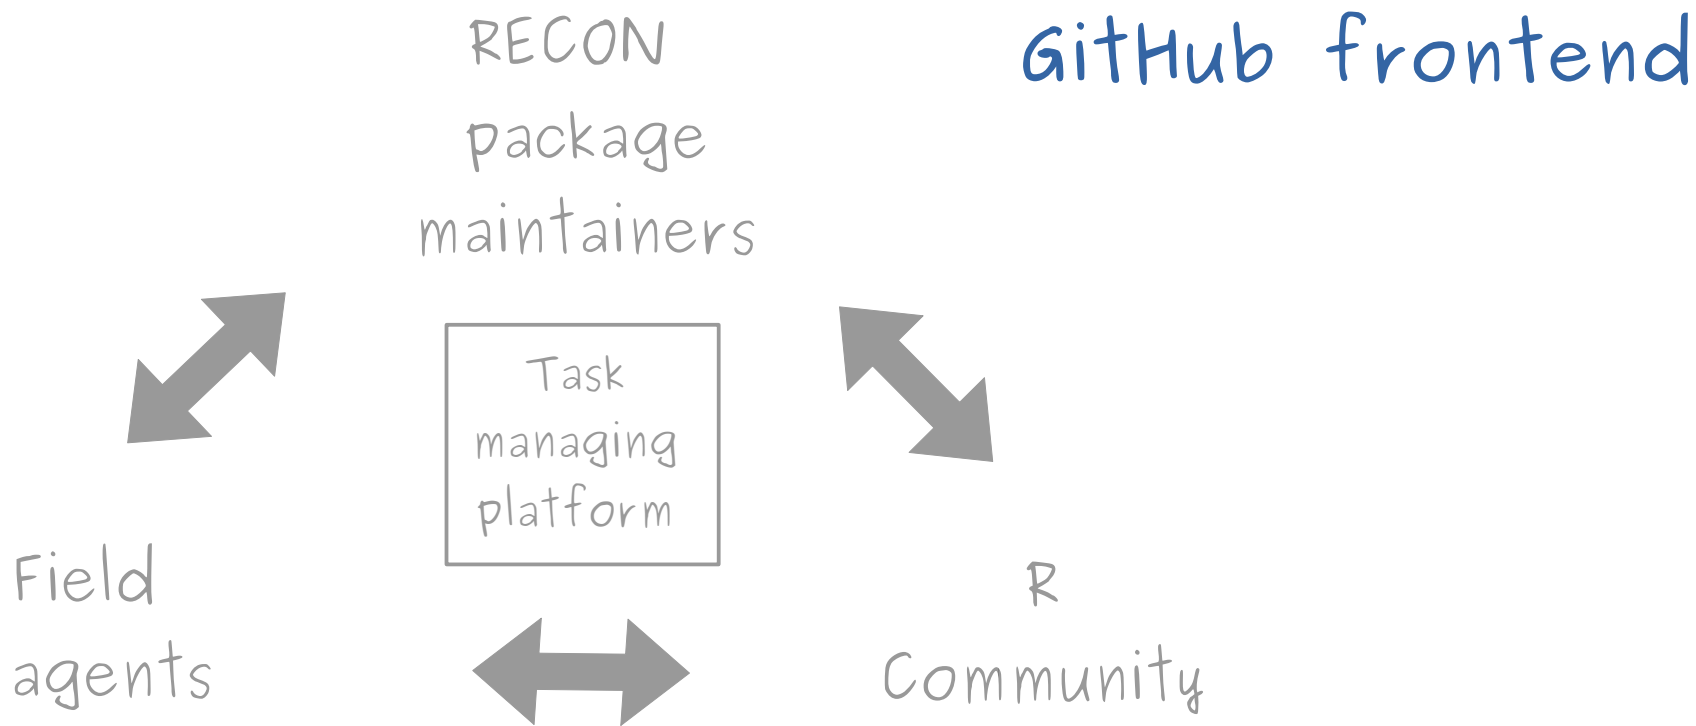 RECON
package
maintainers
GitHub frontend
Task
managing
platform
Field
agents
R
Community